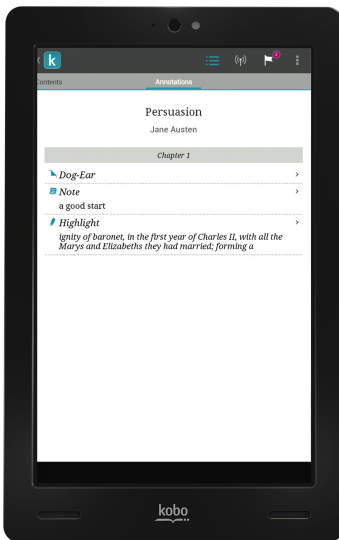 k
2
Contents
Annotations
Persuasion
Jane Austen
Chapter 1
Dog-Ear
Note
a good start
Highlight
ignity of baronet, in the first year of Charles II, with all the
Marys and Elizabeths they had married; forming a
kobo